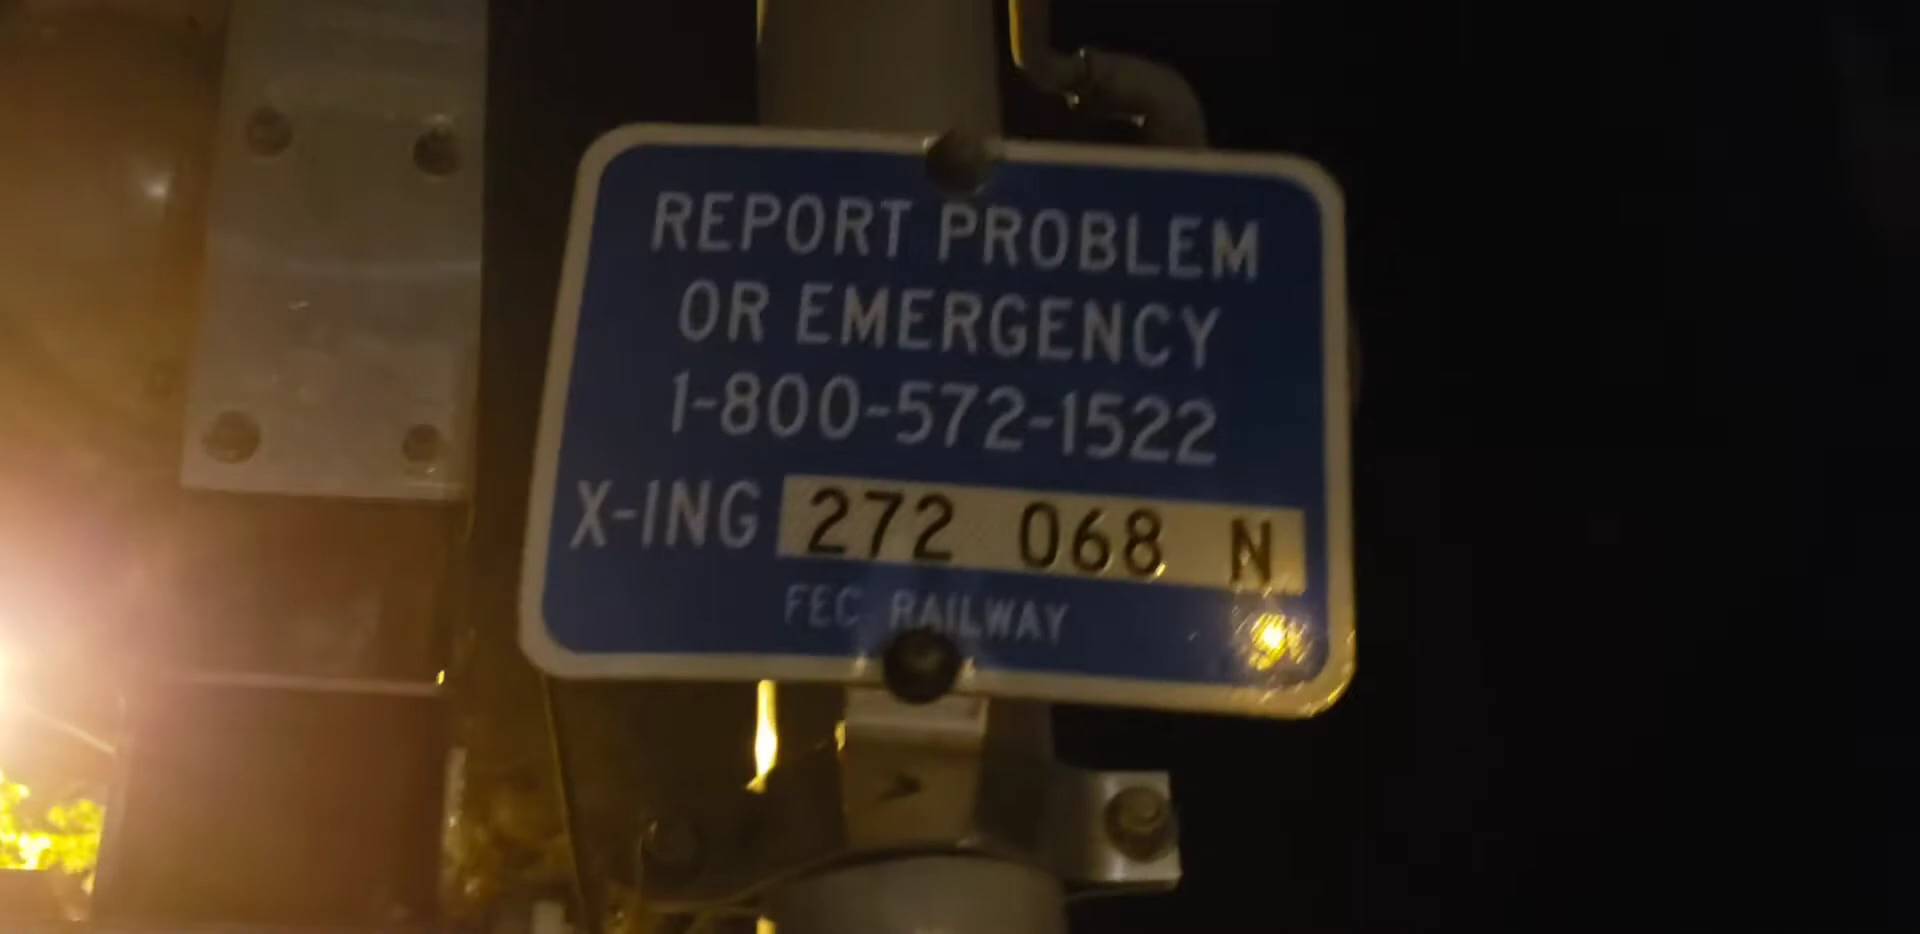 REPORT PROBLEM
OR EMERGENCY
1-800-572-1522
X-ING 272 068 N
FEC RAILWAY